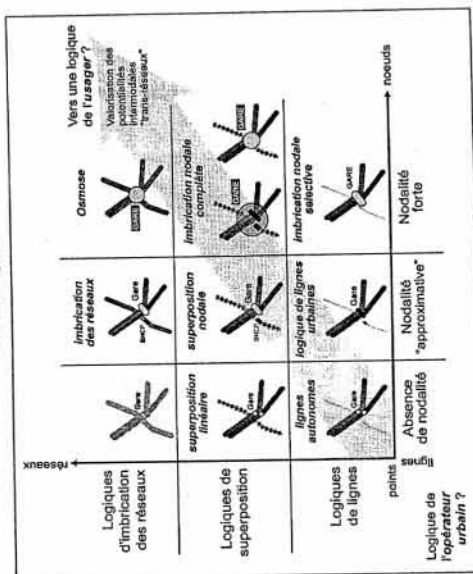 réseaux
Logiques
d'imbrication
des réseaux
imbrication
des réseaux
SNCF
Gare
Osmose
GARE
Vers une logique
de l'usager ?
Valorisation des
potentialités
intermodales
"trans-réseaux"
Logiques de
superposition
superposition
linéaire
Gare
superposition
nodale
SNCF
Gare
imbrication nodale
complète
GARE
GARE
Logiques
de lignes
lignes
autonomes
Gare
logique de lignes
urbaines
Gare
imbrication nodale
sélective
GARE
lignes
points
noeuds
Absence
de nodalité
Nodalité
"approximative"
Nodalité
forte
Logique de
l'opérateur
urbain ?